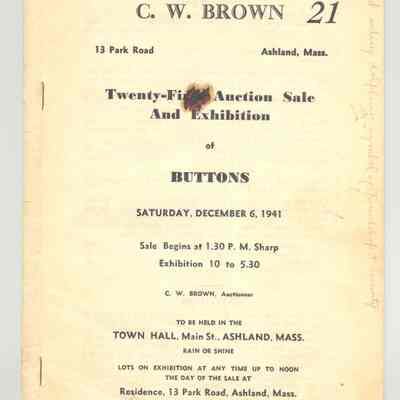 C. W. BROWN 21
13 Park Road Ashland, Mass.
Twenty-First Auction Sale
And Exhibition
of
BUTTONS
SATURDAY, DECEMBER 6, 1941
Sale Begins at 1.30 P. M. Sharp
Exhibition 10 to 5.30
C. W. BROWN, Auctioneer
TO BE HELD IN THE
TOWN HALL, Main St., ASHLAND, MASS.
RAIN OR SHINE
LOTS ON EXHIBITION AT ANY TIME UP TO NOON
THE DAY OF THE SALE AT
Residence, 13 Park Road, Ashland, Mass.